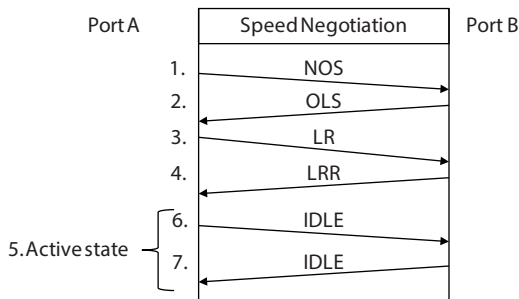 Port A Speed Negotiation Port B
1. NOS
2. OLS
3. LR
4. LRR
6. IDLE
5. Active state
7. IDLE